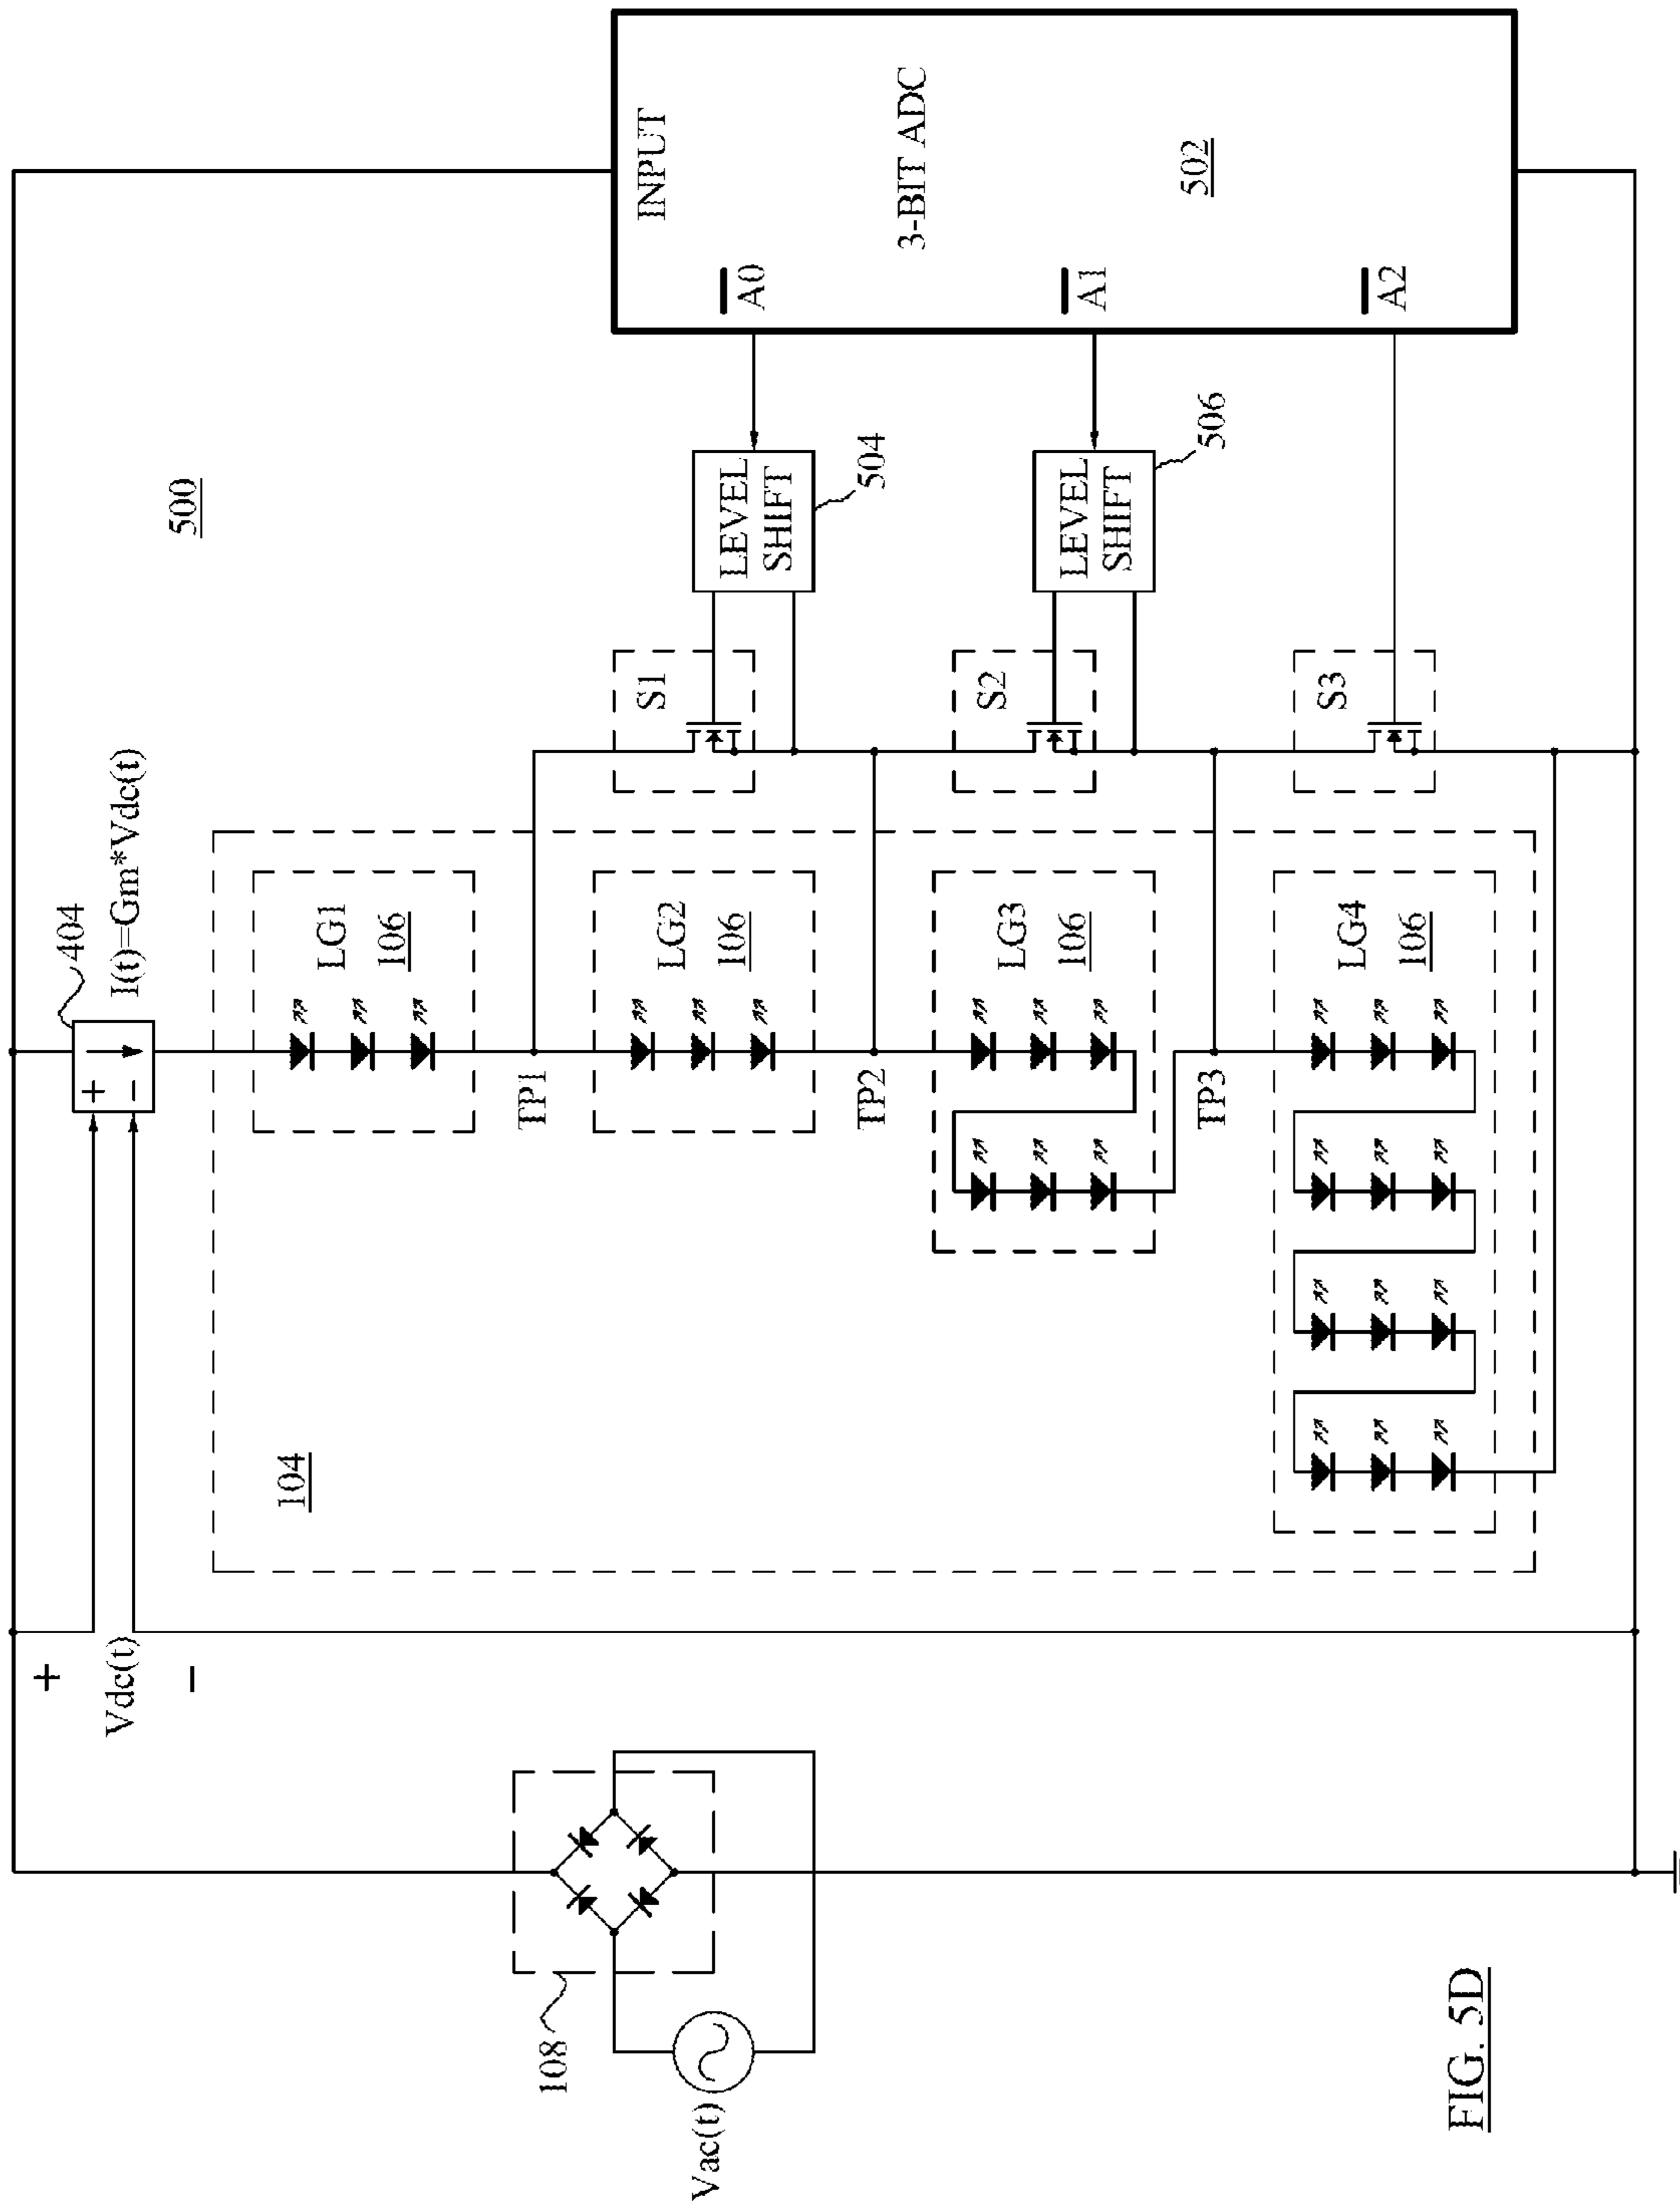 Vac(t)
108
+
Vdc(t)
−
404
+
−
I(t)=Gm*Vdc(t)
500
104
LG1
106
TP1
LG2
106
TP2
LG3
106
TP3
LG4
106
S1
S2
S3
LEVEL
SHIFT
504
LEVEL
SHIFT
506
INPUT
3-BIT ADC
502
A0
A1
A2
FIG. 5D